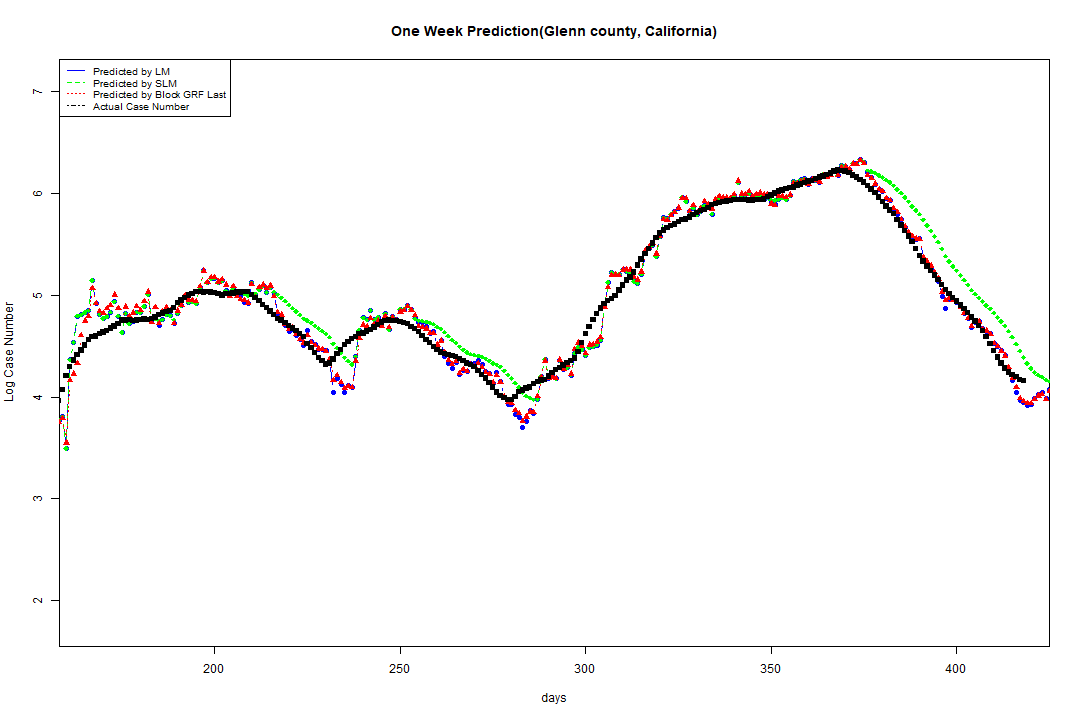 One Week Prediction(Glenn county, California)
Predicted by LM
Predicted by SLM
Predicted by Block GRF Last
Actual Case Number
7
6
5
4
3
2
Log Case Number
200 250 300 350 400
days